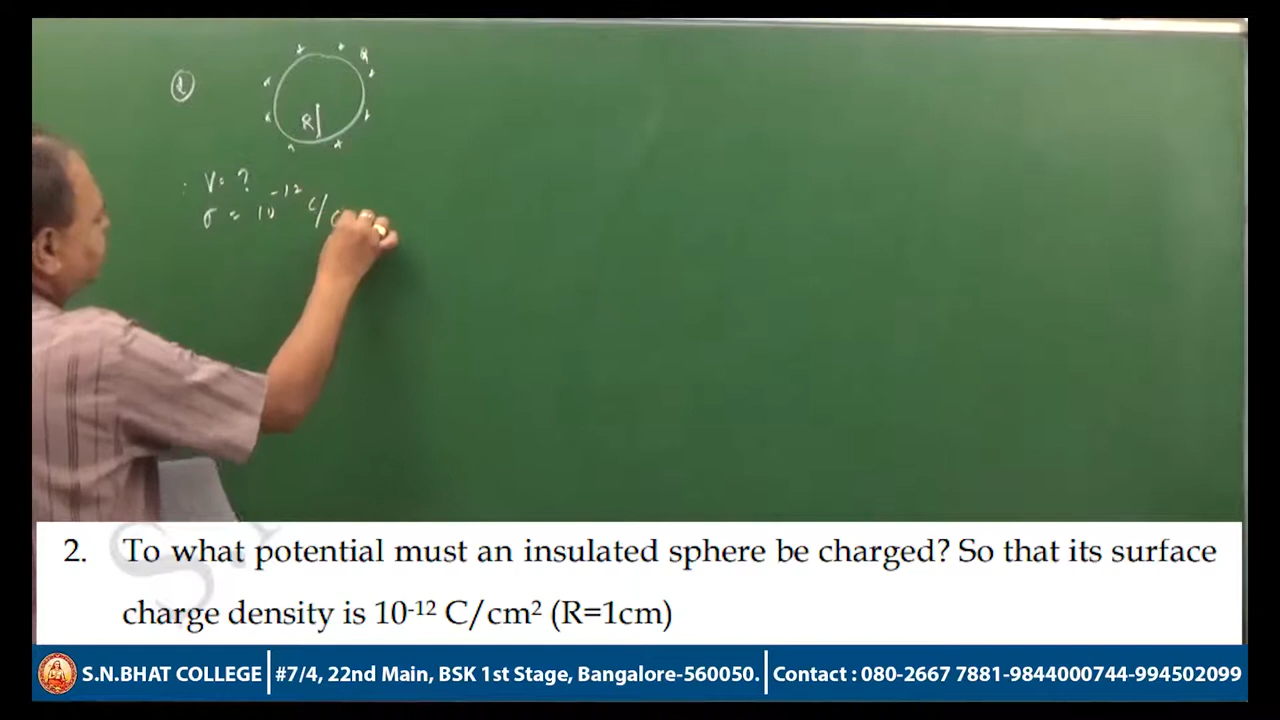 2
Q
R
V = ?
σ = 10⁻¹² C/c
2. To what potential must an insulated sphere be charged? So that its surface
charge density is 10⁻¹² C/cm² (R=1cm)
S.N.BHAT COLLEGE #7/4, 22nd Main, BSK 1st Stage, Bangalore-560050. Contact : 080-2667 7881-9844000744-994502099